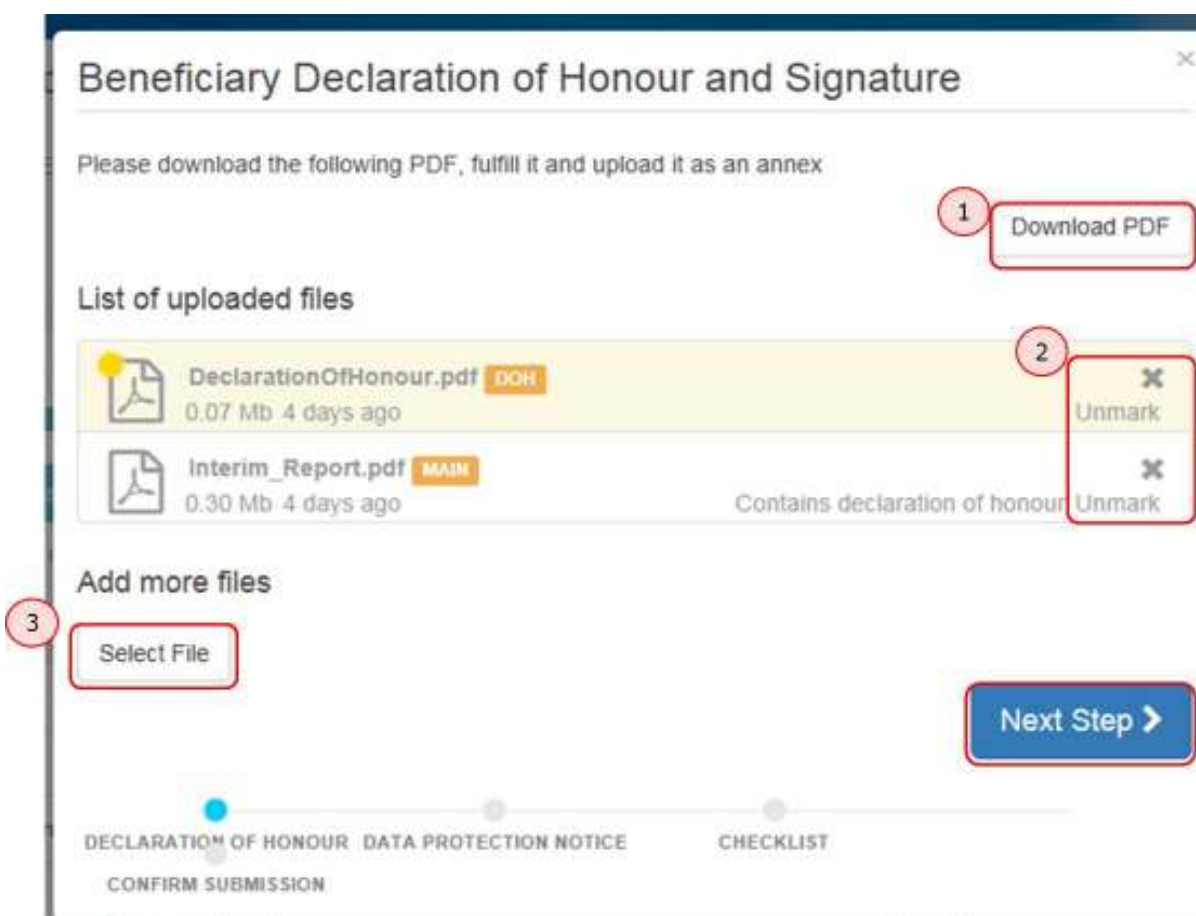 Beneficiary Declaration of Honour and Signature
×
Please download the following PDF, fulfill it and upload it as an annex
1
Download PDF
List of uploaded files
2
DeclarationOfHonour.pdf DOH
0.07 Mb 4 days ago
Unmark
Interim_Report.pdf MAIN
0.30 Mb 4 days ago
Contains declaration of honour Unmark
Add more files
3
Select File
Next Step
DECLARATION OF HONOUR DATA PROTECTION NOTICE CHECKLIST
CONFIRM SUBMISSION